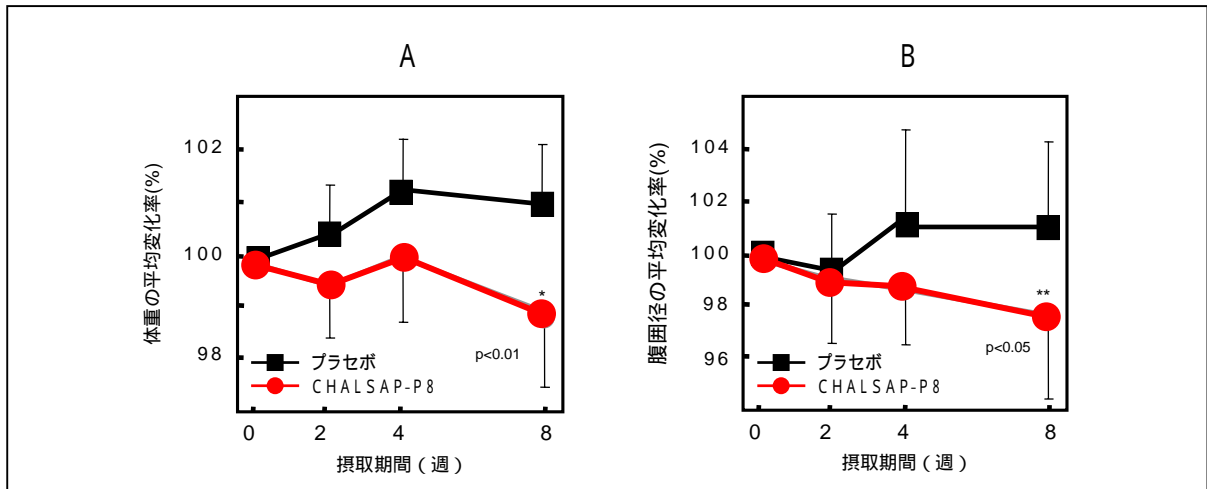 A
体重の平均変化率(%)
102
100
98
*
p<0.01
プラセボ
CHALSAP-P8
0 2 4 8
摂取期間(週)
B
腹囲径の平均変化率(%)
104
102
100
98
96
**
p<0.05
プラセボ
CHALSAP-P8
0 2 4 8
摂取期間(週)